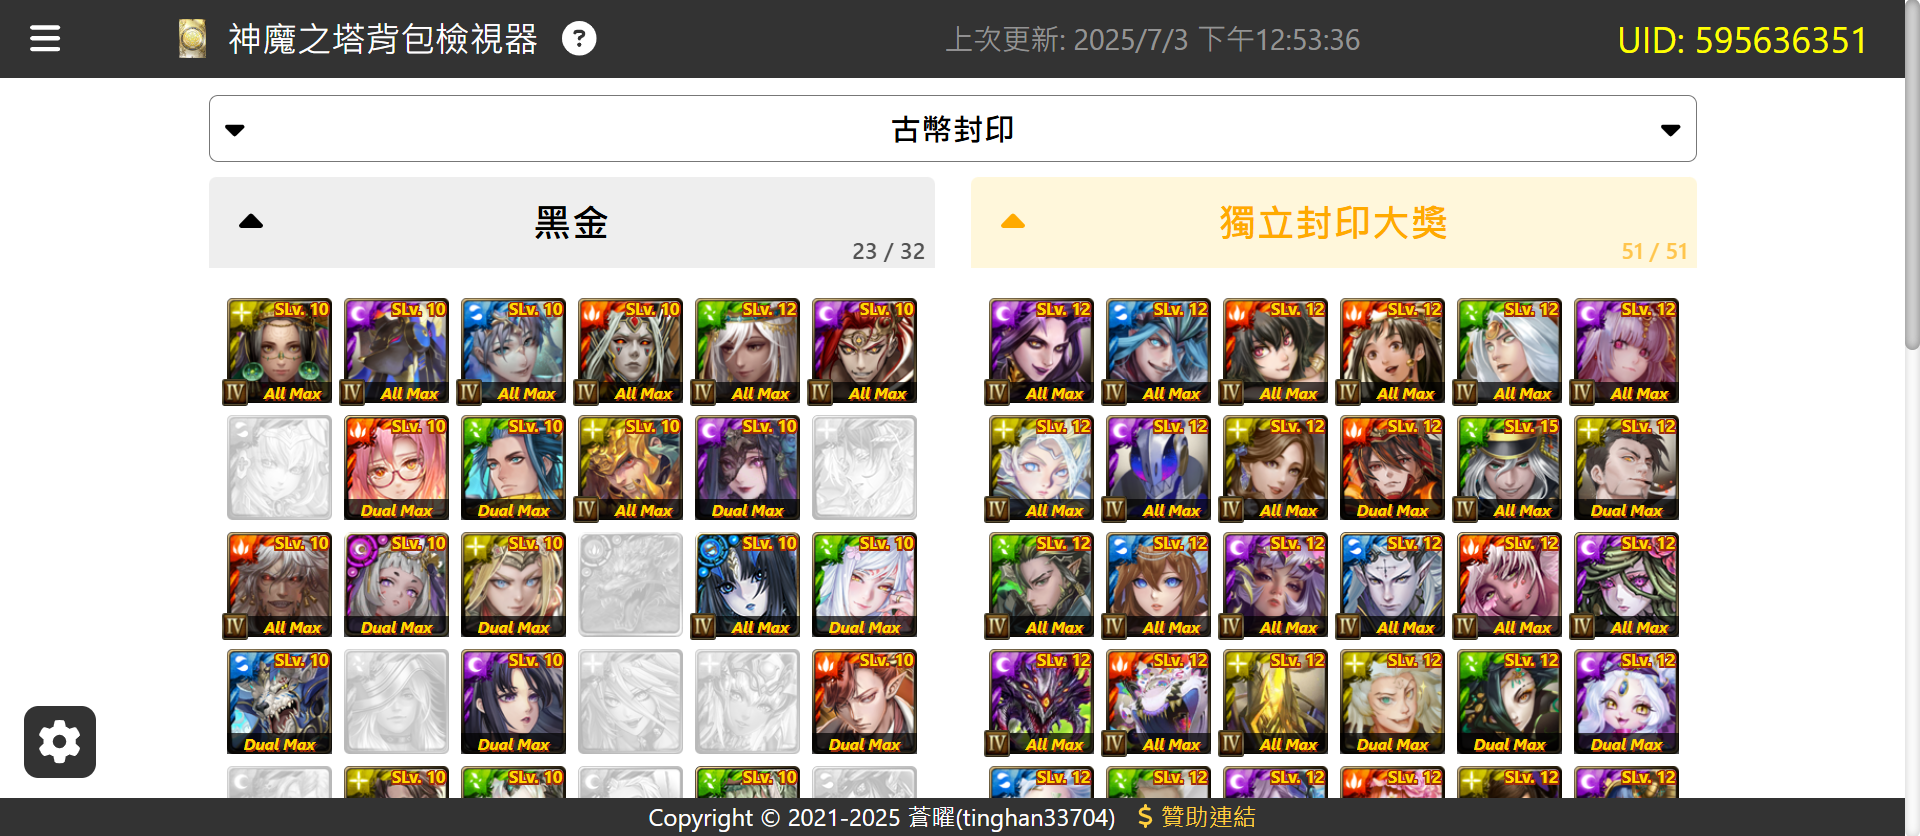 神魔之塔背包檢視器 ?
上次更新: 2025/7/3 下午12:53:36
UID: 595636351
古幣封印
黑金
23 / 32
獨立封印大獎
51 / 51
SLv. 10 SLv. 10 SLv. 10 SLv. 10 SLv. 12 SLv. 10
IV All Max IV All Max IV All Max IV All Max IV All Max IV All Max
SLv. 10 SLv. 10 SLv. 10 SLv. 10
Dual Max Dual Max IV All Max Dual Max
SLv. 10 SLv. 10 SLv. 10 SLv. 10 SLv. 10
IV All Max Dual Max Dual Max IV All Max Dual Max
SLv. 10 SLv. 10 SLv. 10
Dual Max Dual Max Dual Max
SLv. 10 SLv. 10 SLv. 10
SLv. 12 SLv. 12 SLv. 12 SLv. 12 SLv. 12 SLv. 12
IV All Max IV All Max IV All Max IV All Max IV All Max IV All Max
SLv. 12 SLv. 12 SLv. 12 SLv. 12 SLv. 15 SLv. 12
IV All Max IV All Max IV All Max Dual Max IV All Max Dual Max
SLv. 12 SLv. 12 SLv. 12 SLv. 12 SLv. 12 SLv. 12
IV All Max IV All Max IV All Max IV All Max IV All Max IV All Max
SLv. 12 SLv. 12 SLv. 12 SLv. 12 SLv. 12 SLv. 12
IV All Max IV All Max IV All Max Dual Max Dual Max Dual Max
SLv. 12 SLv. 12 SLv. 12 SLv. 12 SLv. 12 SLv. 12
Copyright © 2021-2025 蒼曜(tinghan33704) $ 贊助連結